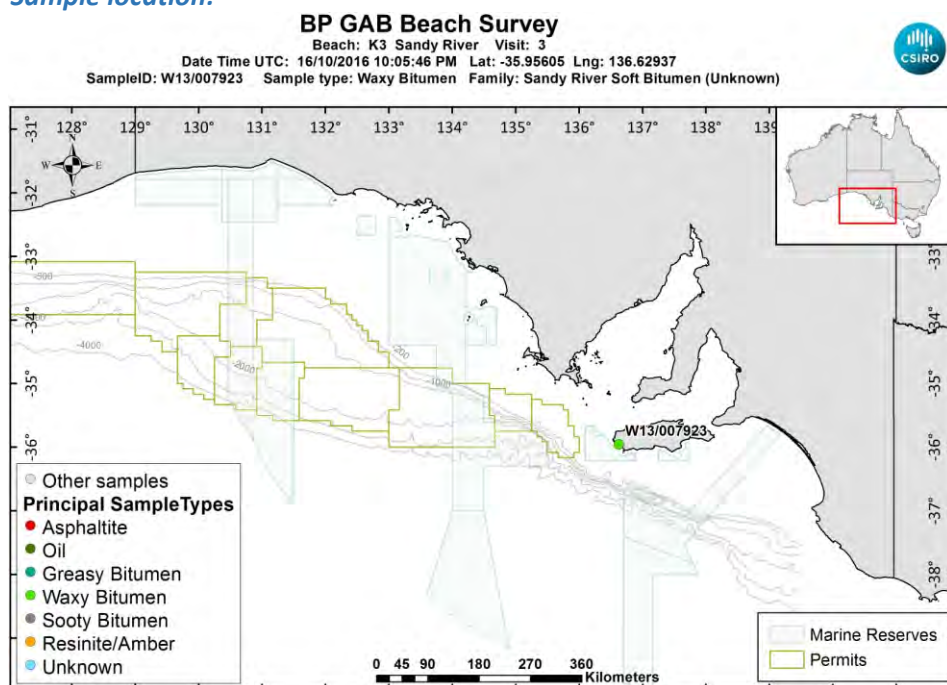 Sample location:
BP GAB Beach Survey
Beach: K3 Sandy River Visit: 3
Date Time UTC: 16/10/2016 10:05:46 PM Lat: -35.95605 Lng: 136.62937
SampleID: W13/007923 Sample type: Waxy Bitumen Family: Sandy River Soft Bitumen (Unknown)
CSIRO
128° 129° 130° 131° 132° 133° 134° 135° 136° 137° 138° 139
-31°
N
W E
S
-32°
-33°
-34°
-35°
-36°
-37°
-38°
-33°
-34°
-35°
-36°
-37°
-38°
-200
-1000
-2000
-4000
W13/007923
Other samples
Principal SampleTypes
Asphaltite
Oil
Greasy Bitumen
Waxy Bitumen
Sooty Bitumen
Resinite/Amber
Unknown
0 45 90 180 270 360
Kilometers
Marine Reserves
Permits